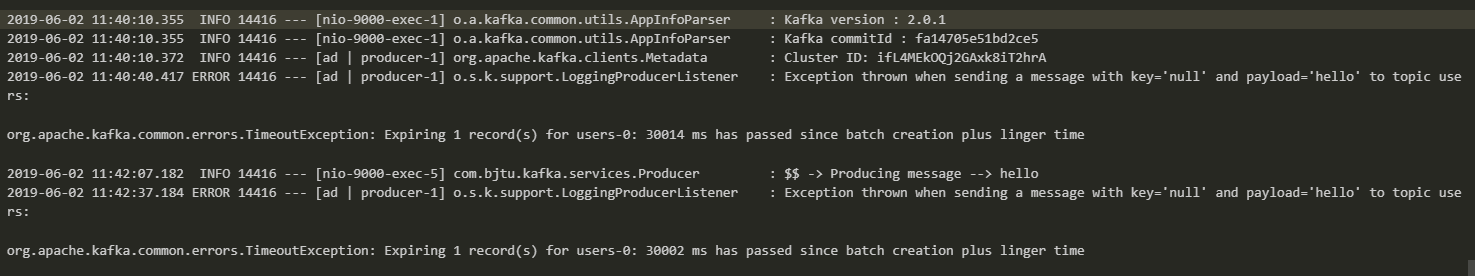 2019-06-02 11:40:10.355  INFO 14416 --- [nio-9000-exec-1] o.a.kafka.common.utils.AppInfoParser     : Kafka version : 2.0.1
2019-06-02 11:40:10.355  INFO 14416 --- [nio-9000-exec-1] o.a.kafka.common.utils.AppInfoParser     : Kafka commitId : fa14705e51bd2ce5
2019-06-02 11:40:10.372  INFO 14416 --- [ad | producer-1] org.apache.kafka.clients.Metadata        : Cluster ID: ifL4MEkOQj2GAxk8iT2hrA
2019-06-02 11:40:40.417 ERROR 14416 --- [ad | producer-1] o.s.k.support.LoggingProducerListener    : Exception thrown when sending a message with key='null' and payload='hello' to topic use
rs:
org.apache.kafka.common.errors.TimeoutException: Expiring 1 record(s) for users-0: 30014 ms has passed since batch creation plus linger time
2019-06-02 11:42:07.182  INFO 14416 --- [nio-9000-exec-5] com.bjtu.kafka.services.Producer         : $$ -> Producing message --> hello
2019-06-02 11:42:37.184 ERROR 14416 --- [ad | producer-1] o.s.k.support.LoggingProducerListener    : Exception thrown when sending a message with key='null' and payload='hello' to topic use
rs:
org.apache.kafka.common.errors.TimeoutException: Expiring 1 record(s) for users-0: 30002 ms has passed since batch creation plus linger time